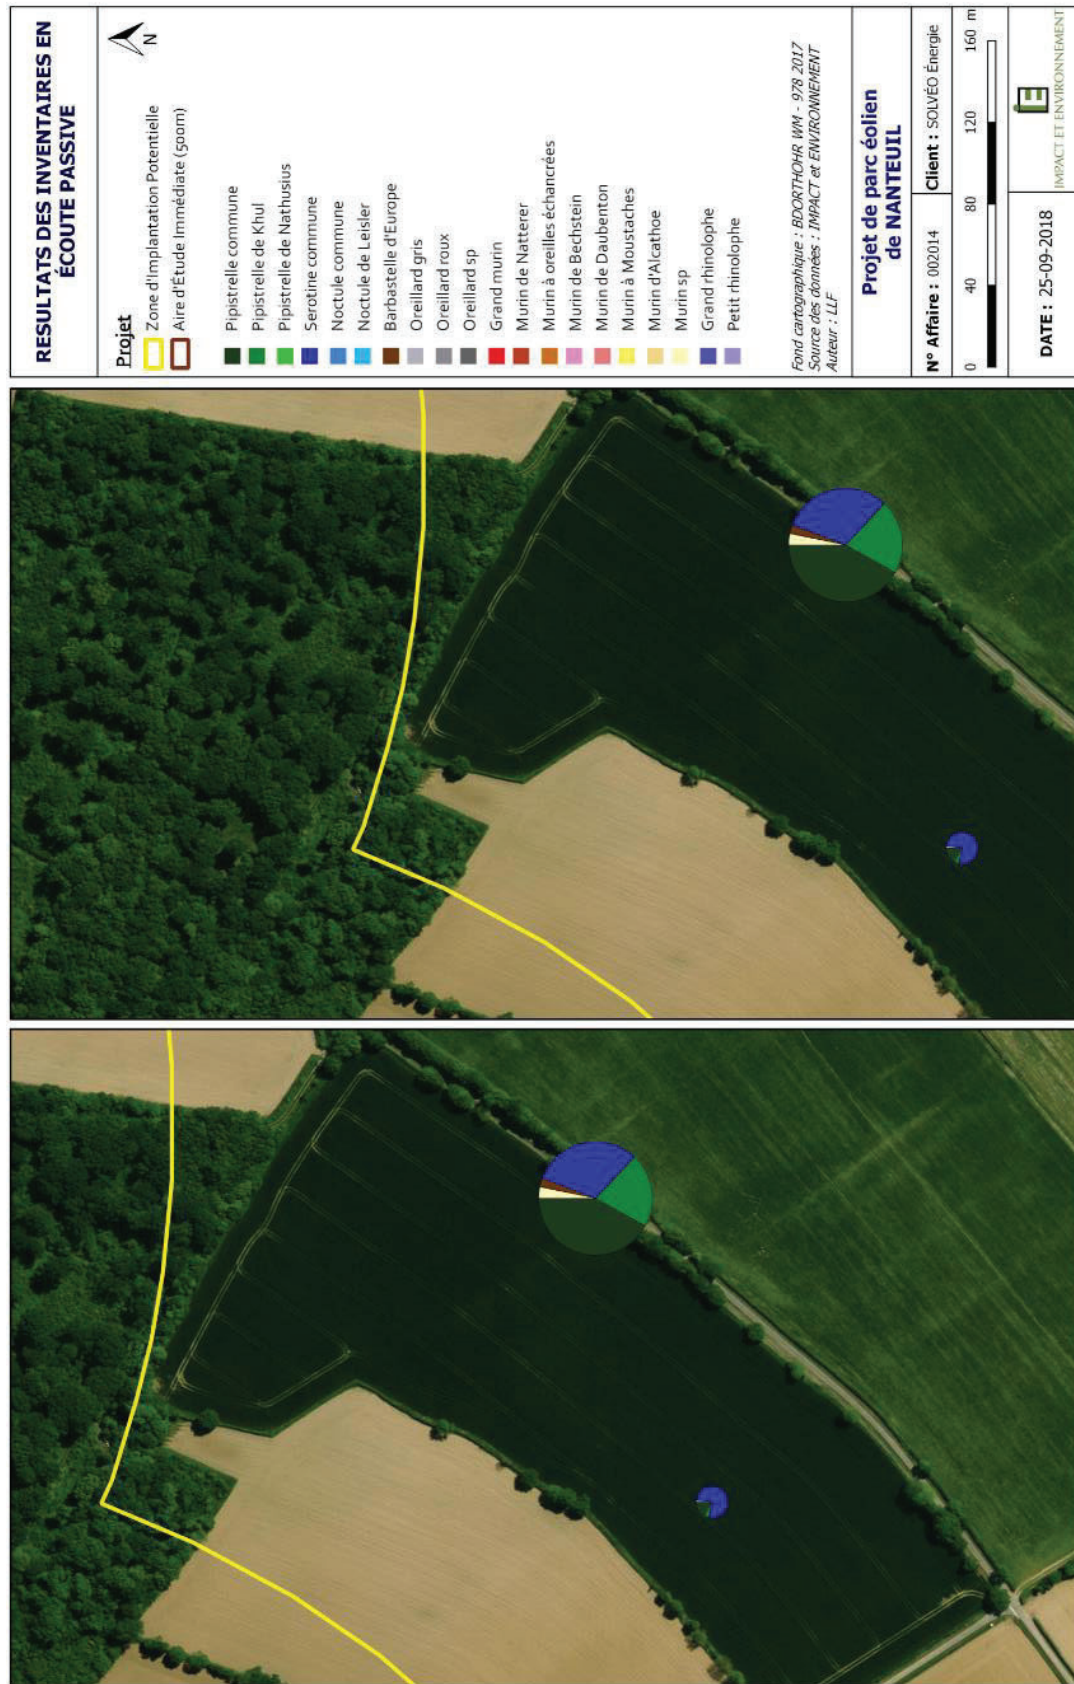 RESULTATS DES INVENTAIRES EN
ÉCOUTE PASSIVE
N
Projet
Zone d'Implantation Potentielle
Aire d'Étude Immédiate (500m)
Pipistrelle commune
Pipistrelle de Khul
Pipistrelle de Nathusius
Serotine commune
Noctule commune
Noctule de Leisler
Barbastelle d'Europe
Oreillard gris
Oreillard roux
Oreillard sp
Grand murin
Murin de Natterer
Murin à oreilles échancrées
Murin de Bechstein
Murin de Daubenton
Murin à Moustaches
Murin d'Alcathoe
Murin sp
Grand rhinolophe
Petit rhinolophe
Fond cartographique : BDORTHOHR WM - 978 2017
Source des données : IMPACT et ENVIRONNEMENT
Auteur : LLF
Projet de parc éolien
de NANTEUIL
N° Affaire : 002014
Client : SOLVÉO Énergie
0 40 80 120 160 m
DATE : 25-09-2018
IE
IMPACT ET ENVIRONNEMENT